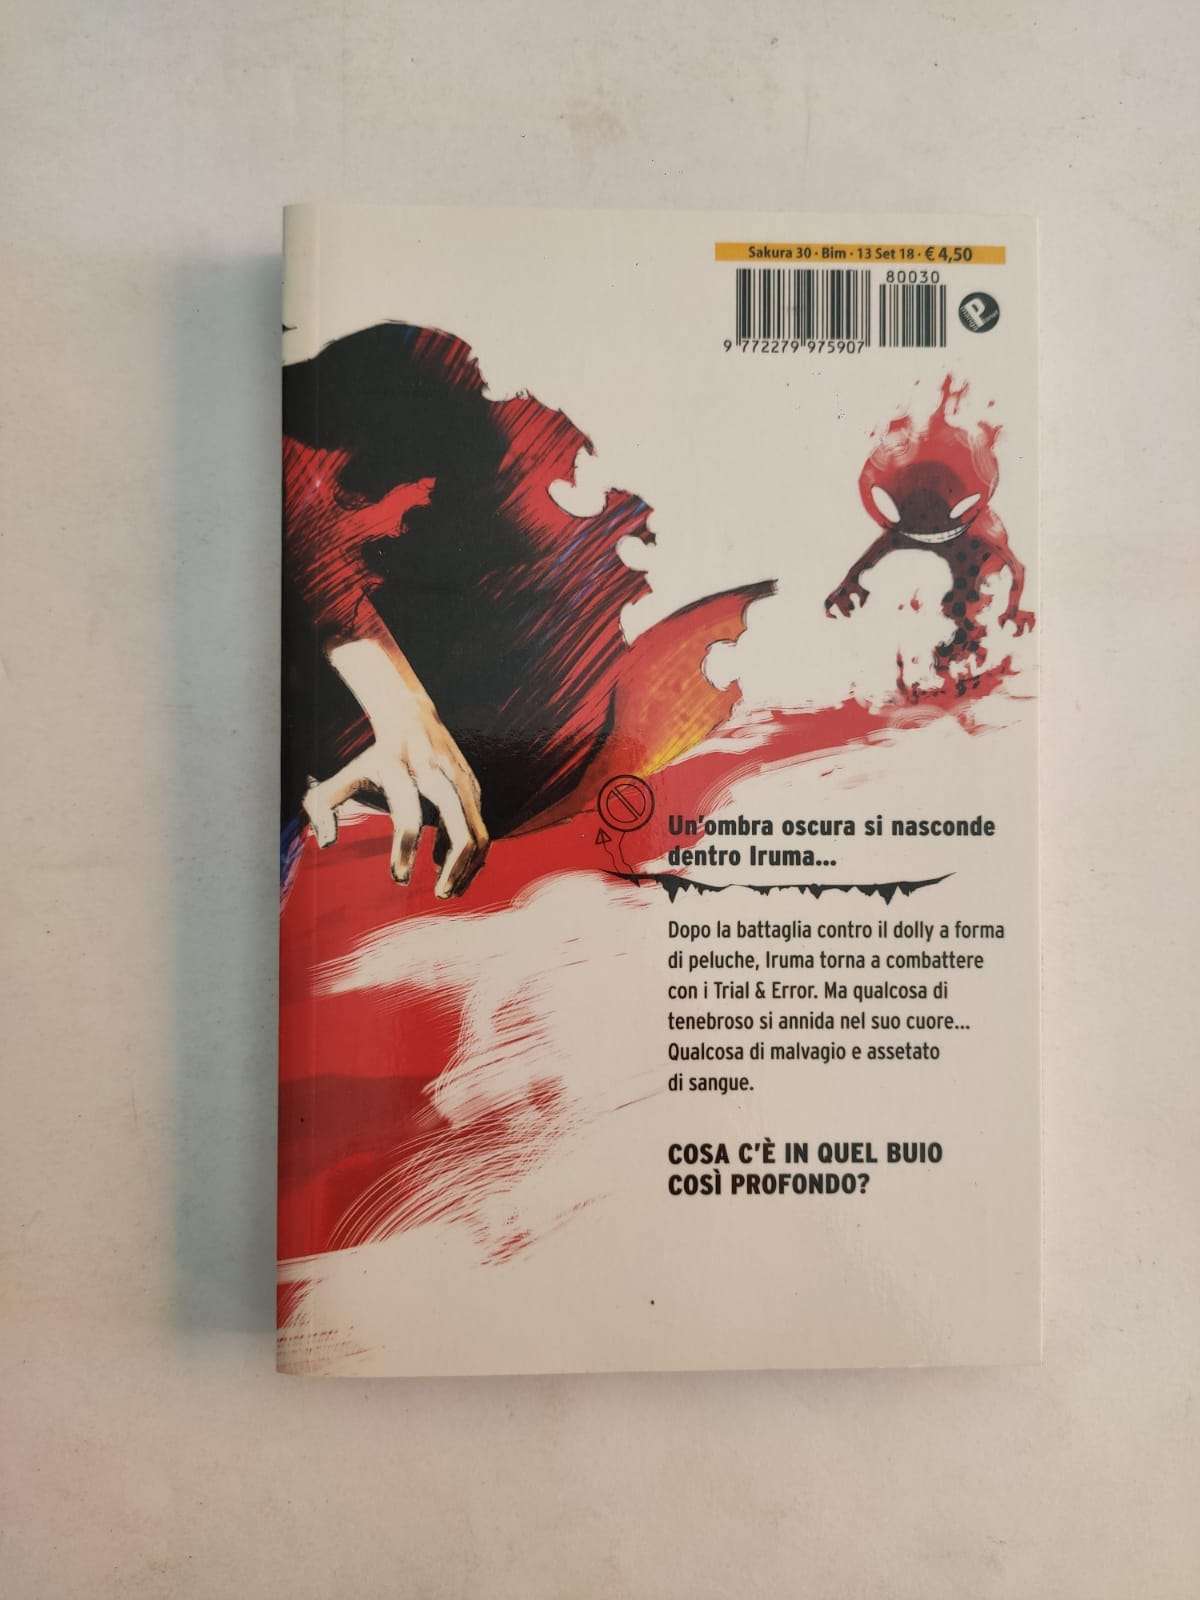 Sakura 30 · Bim · 13 Set 18 · € 4,50
80030
9 772279 975907
Un'ombra oscura si nasconde
dentro Iruma...
Dopo la battaglia contro il dolly a forma
di peluche, Iruma torna a combattere
con i Trial & Error. Ma qualcosa di
tenebroso si annida nel suo cuore...
Qualcosa di malvagio e assetato
di sangue.
COSA C'È IN QUEL BUIO
COSÌ PROFONDO?